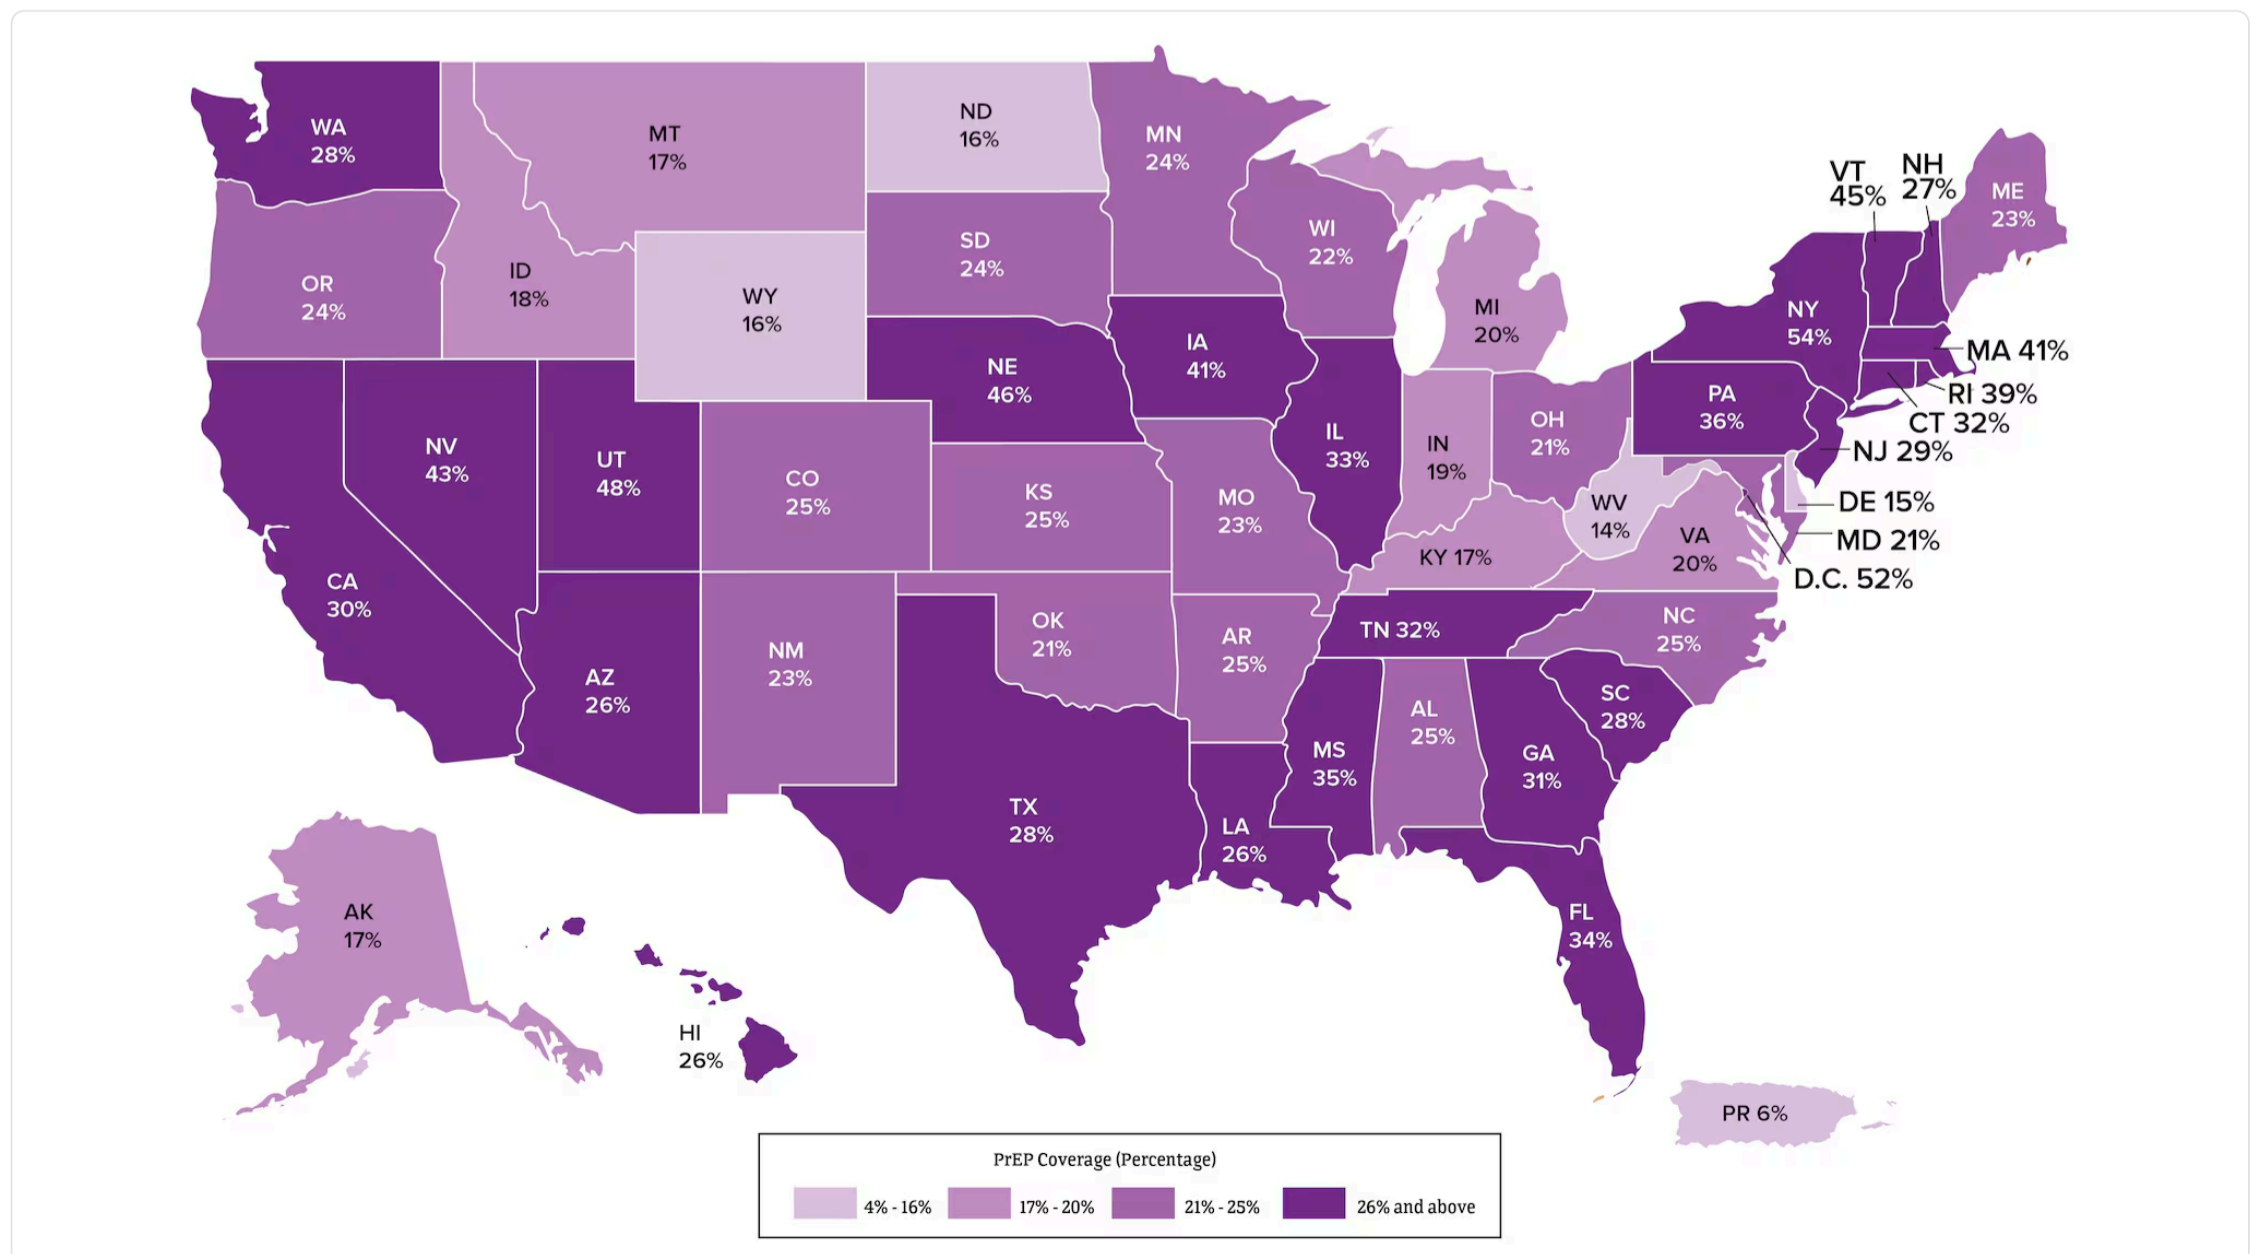 WA
28%
MT
17%
ND
16%
MN
24%
VT
45%
NH
27%
ME
23%
OR
24%
ID
18%
WY
16%
SD
24%
WI
22%
MI
20%
NY
54%
MA 41%
RI 39%
CT 32%
NJ 29%
DE 15%
MD 21%
D.C. 52%
NV
43%
UT
48%
CO
25%
NE
46%
KS
25%
IA
41%
MO
23%
IL
33%
IN
19%
OH
21%
PA
36%
WV
14%
VA
20%
KY 17%
CA
30%
AZ
26%
NM
23%
OK
21%
AR
25%
TN 32%
NC
25%
SC
28%
MS
35%
AL
25%
GA
31%
TX
28%
LA
26%
FL
34%
AK
17%
HI
26%
PR 6%
PrEP Coverage (Percentage)
4% - 16%
17% - 20%
21% - 25%
26% and above